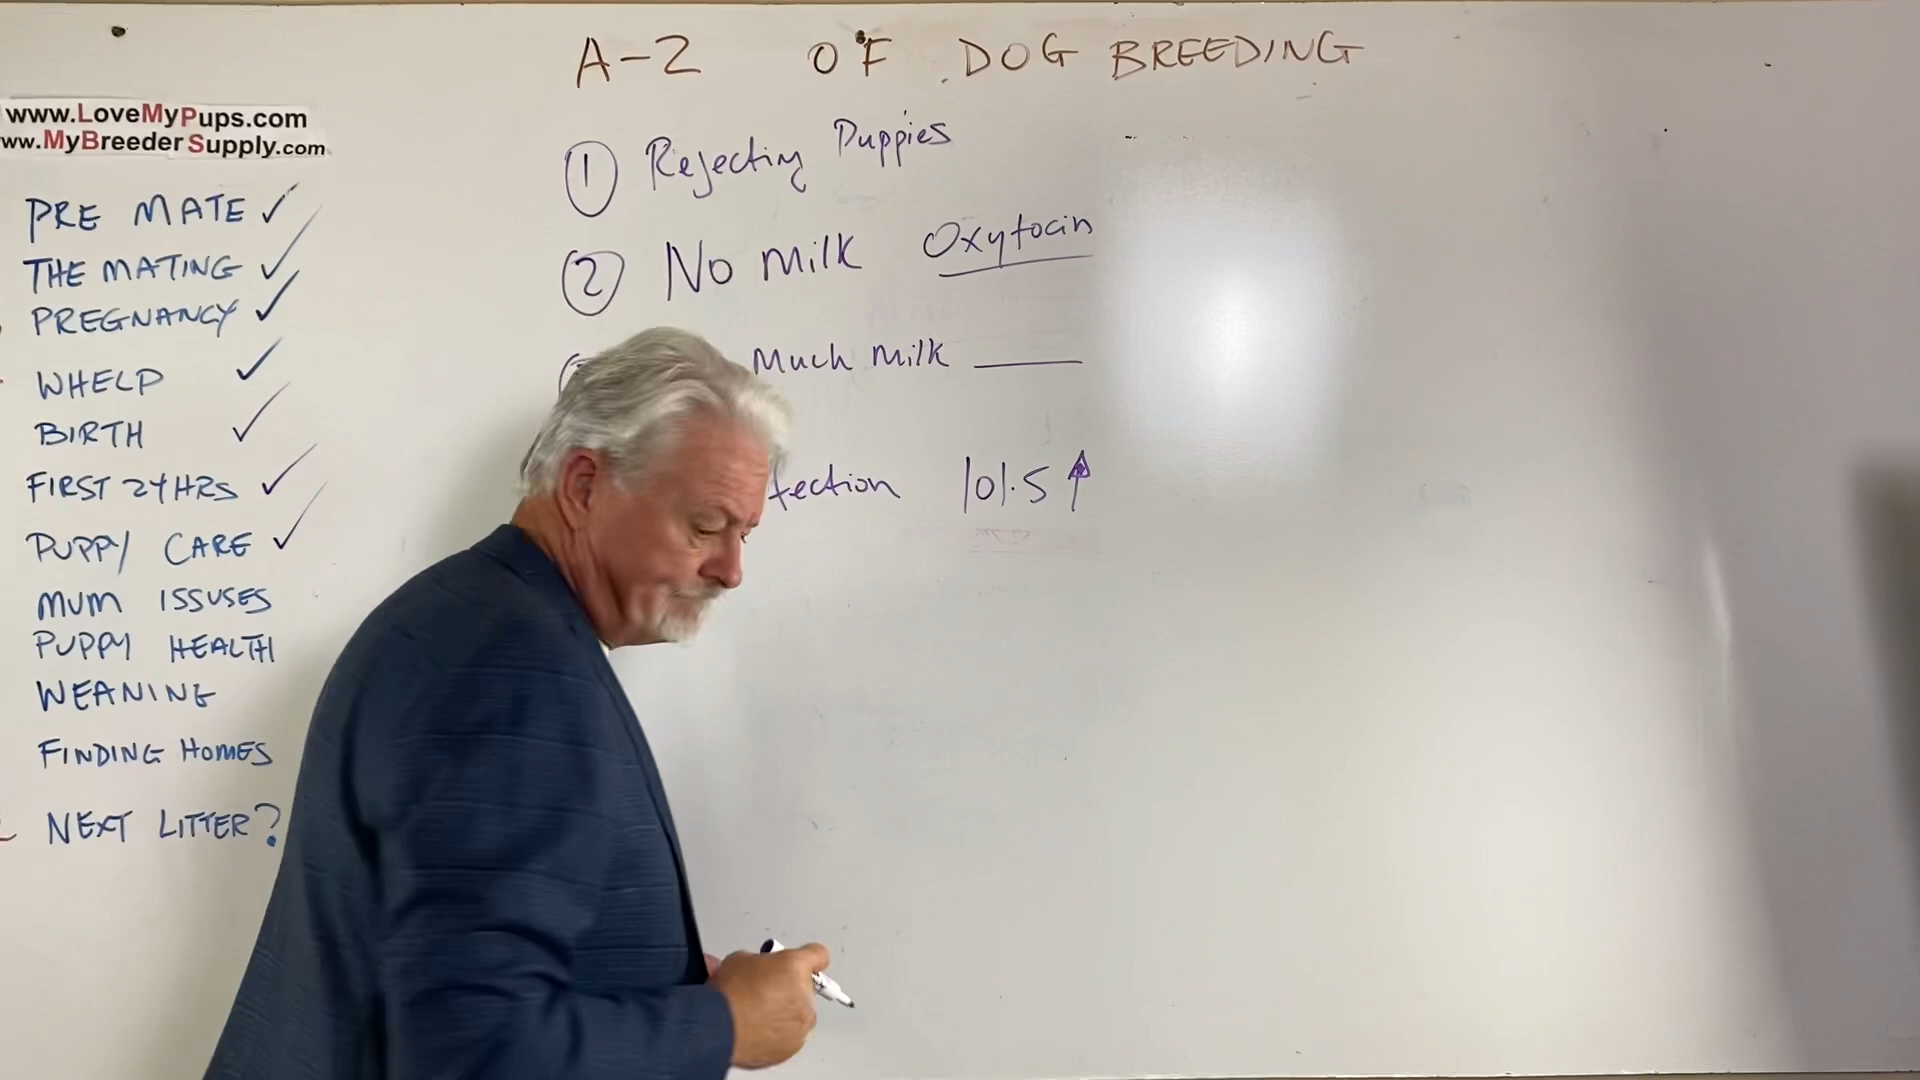 A-Z OF DOG BREEDING
www.LoveMyPups.com
ww.MyBreederSupply.com
PRE MATE ✓
THE MATING ✓
PREGNANCY ✓
WHELP ✓
BIRTH ✓
FIRST 24HRS ✓
PUPPY CARE ✓
MUM ISSUSES
PUPPY HEALTH
WEANING
FINDING HOMES
NEXT LITTER?
① Rejecting Puppies
② No Milk Oxytocin
Much Milk
fection 101.5 ↑